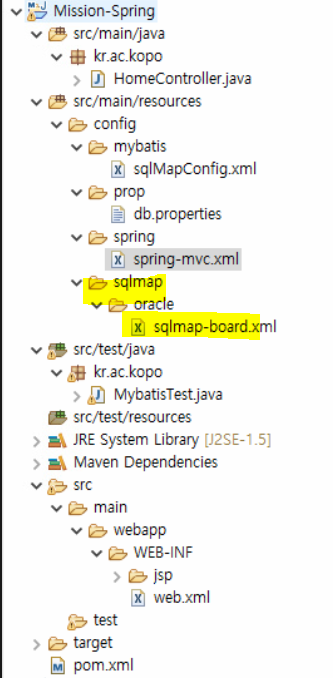 Mission-Spring
src/main/java
kr.ac.kopo
HomeController.java
src/main/resources
config
mybatis
sqlMapConfig.xml
prop
db.properties
spring
spring-mvc.xml
sqlmap
oracle
sqlmap-board.xml
src/test/java
kr.ac.kopo
MybatisTest.java
src/test/resources
JRE System Library [J2SE-1.5]
Maven Dependencies
src
main
webapp
WEB-INF
jsp
web.xml
test
target
pom.xml